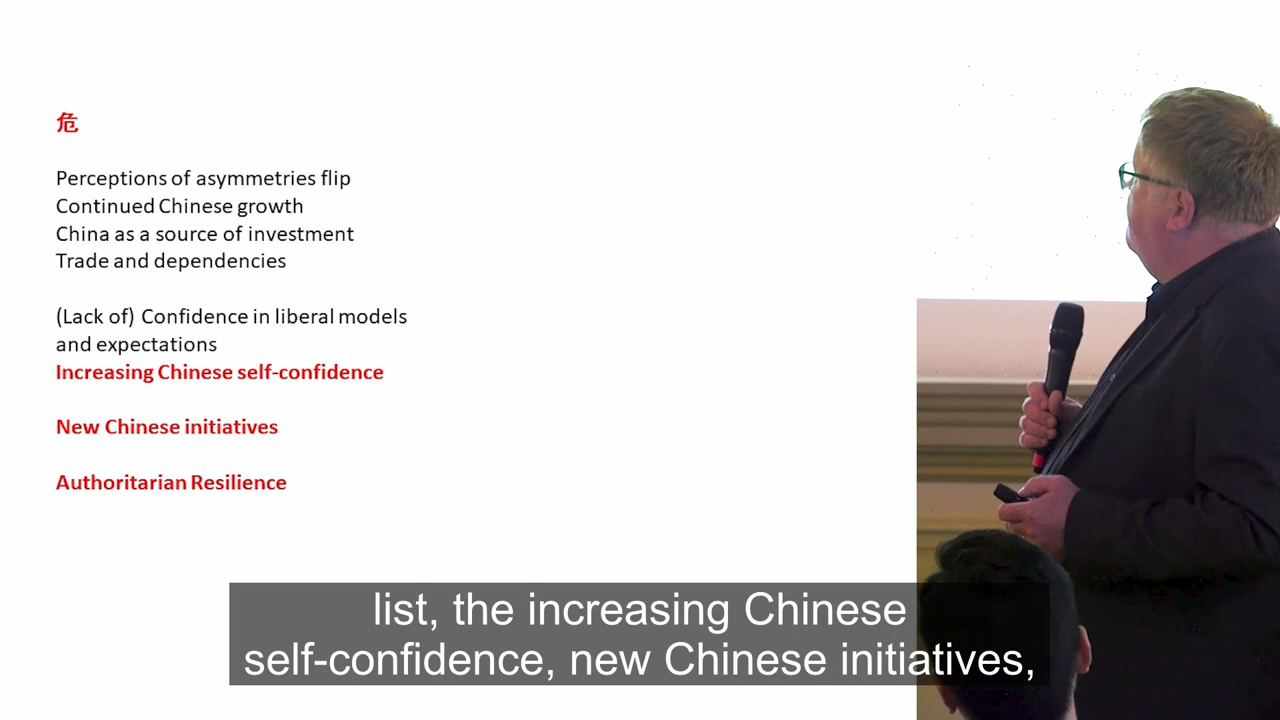 危
Perceptions of asymmetries flip
Continued Chinese growth
China as a source of investment
Trade and dependencies
(Lack of) Confidence in liberal models
and expectations
Increasing Chinese self-confidence
New Chinese initiatives
Authoritarian Resilience
list, the increasing Chinese
self-confidence, new Chinese initiatives,